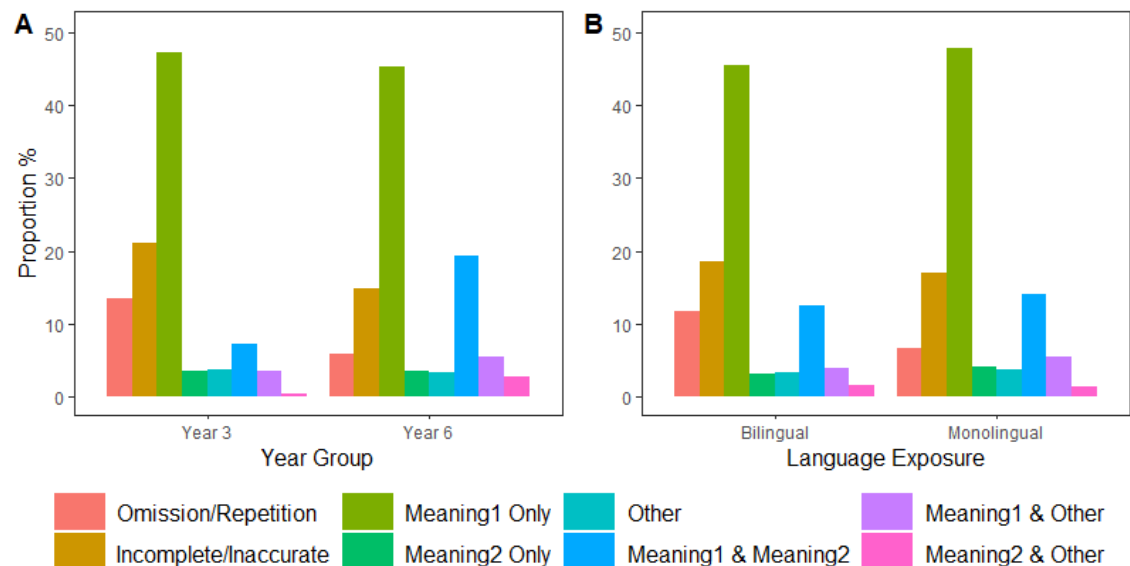 A
B
50
40
30
20
10
0
50
40
30
20
10
0
Proportion %
Year 3
Year 6
Bilingual
Monolingual
Year Group
Language Exposure
Omission/Repetition
Meaning1 Only
Other
Meaning1 & Other
Incomplete/Inaccurate
Meaning2 Only
Meaning1 & Meaning2
Meaning2 & Other